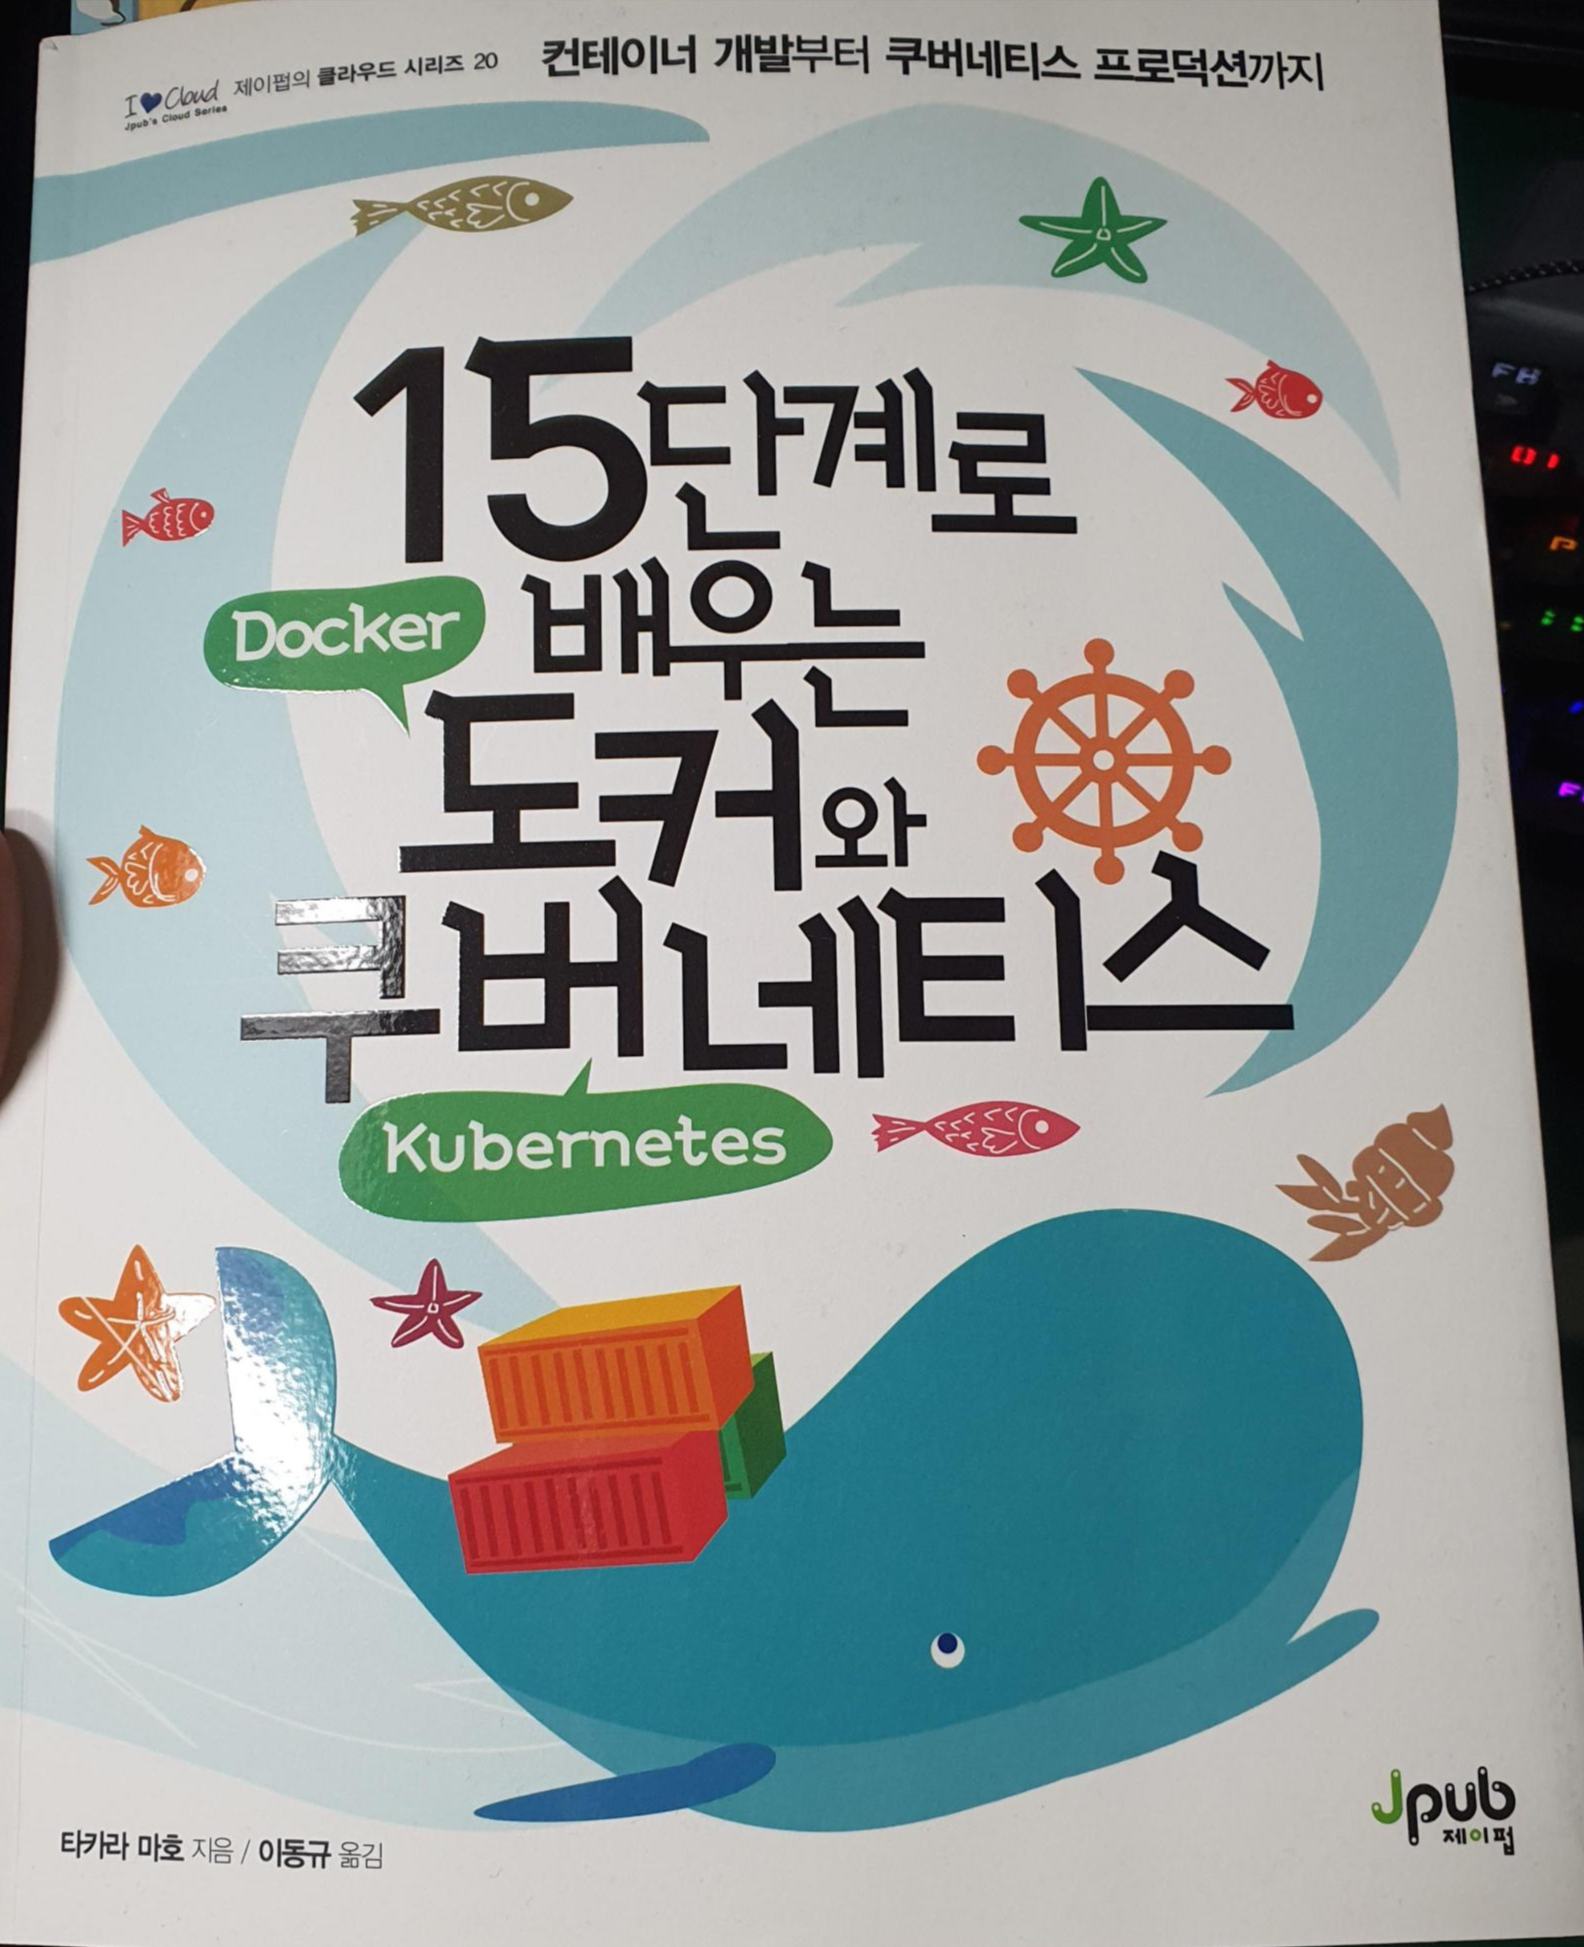 I♥Cloud 제이펍의 클라우드 시리즈 20
Jpub's Cloud Series
컨테이너 개발부터 쿠버네티스 프로덕션까지
15단계로
배우는
Docker
도커와
쿠버네티스
Kubernetes
타카라 마호 지음 / 이동규 옮김
Jpub
제이펍